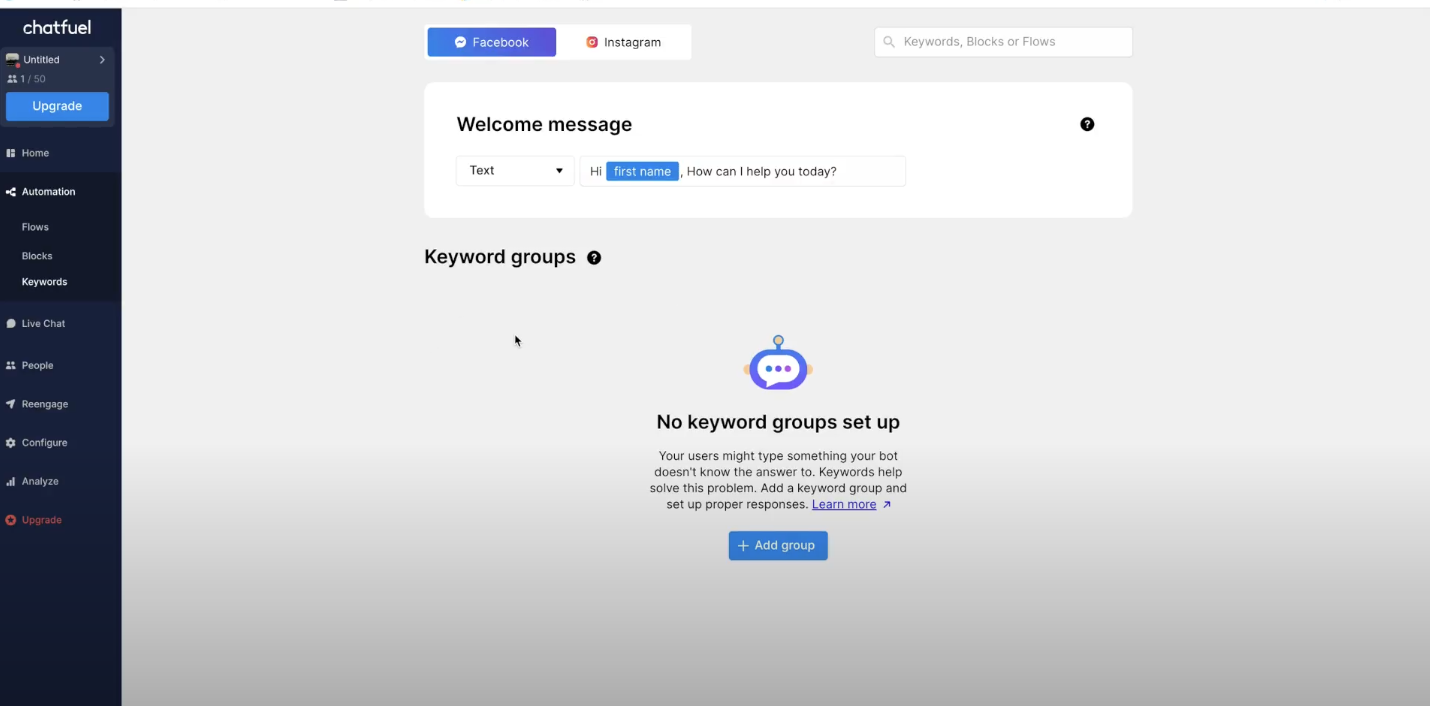 chatfuel
Untitled
1 / 50
Upgrade
Home
Automation
Flows
Blocks
Keywords
Live Chat
People
Reengage
Configure
Analyze
Upgrade
Facebook
Instagram
Keywords, Blocks or Flows
Welcome message
?
Text
Hi first name , How can I help you today?
Keyword groups ?
No keyword groups set up
Your users might type something your bot
doesn't know the answer to. Keywords help
solve this problem. Add a keyword group and
set up proper responses. Learn more ↗
+ Add group